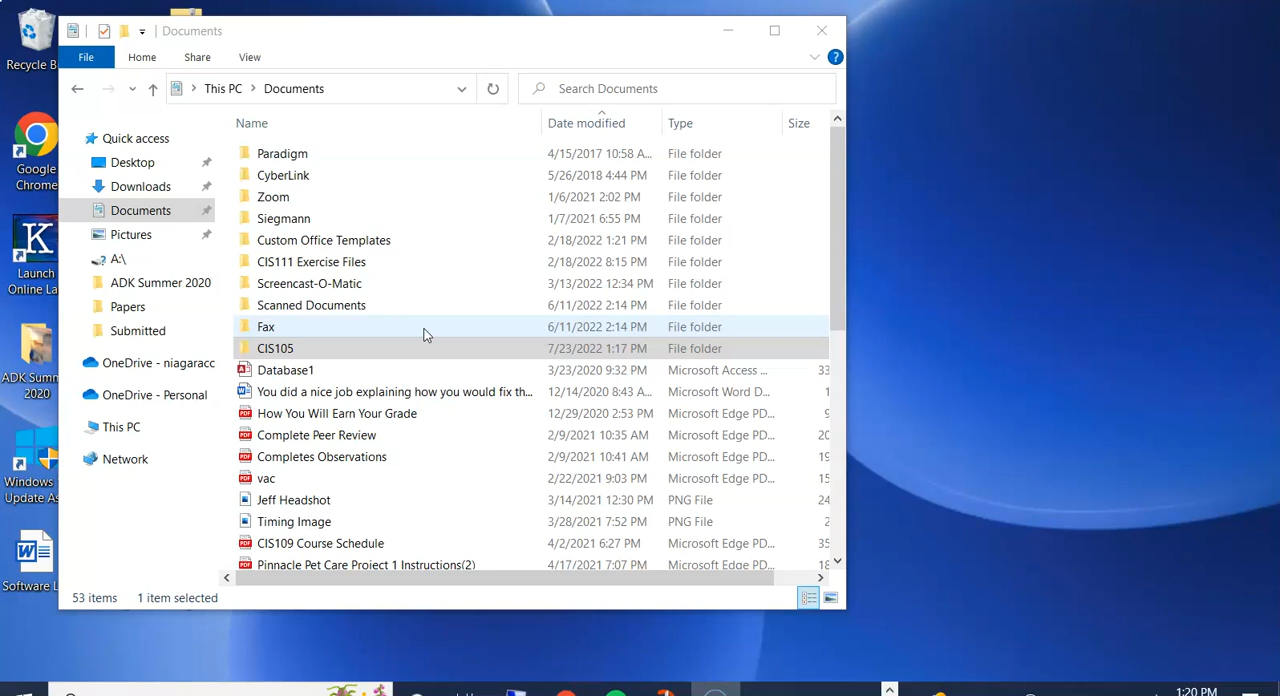 Documents
File Home Share View
This PC Documents
Search Documents
Name Date modified Type Size
Paradigm 4/15/2017 10:58 A... File folder
CyberLink 5/26/2018 4:44 PM File folder
Zoom 1/6/2021 2:02 PM File folder
Siegmann 1/7/2021 6:55 PM File folder
Custom Office Templates 2/18/2022 1:21 PM File folder
CIS111 Exercise Files 2/18/2022 8:15 PM File folder
Screencast-O-Matic 3/13/2022 12:34 PM File folder
Scanned Documents 6/11/2022 2:14 PM File folder
Fax 6/11/2022 2:14 PM File folder
CIS105 7/23/2022 1:17 PM File folder
Database1 3/23/2020 9:32 PM Microsoft Access ... 33
You did a nice job explaining how you would fix th... 12/14/2020 8:43 A... Microsoft Word D... 1
How You Will Earn Your Grade 12/29/2020 2:53 PM Microsoft Edge PD... 9
Complete Peer Review 2/9/2021 10:35 AM Microsoft Edge PD... 20
Completes Observations 2/9/2021 10:41 AM Microsoft Edge PD... 19
vac 2/22/2021 9:03 PM Microsoft Edge PD... 15
Jeff Headshot 3/14/2021 12:30 PM PNG File 24
Timing Image 3/28/2021 7:52 PM PNG File 2
CIS109 Course Schedule 4/2/2021 6:27 PM Microsoft Edge PD... 35
Pinnacle Pet Care Project 1 Instructions(2) 4/17/2021 7:07 PM Microsoft Edge PD... 18
Quick access
Desktop
Downloads
Documents
Pictures
A:\
ADK Summer 2020
Papers
Submitted
OneDrive - niagaracc
OneDrive - Personal
This PC
Network
53 items 1 item selected
Recycle B
Google
Chrome
K
Launch
Online La
ADK Sum
2020
Windows
Update As
Software L
1:20 PM